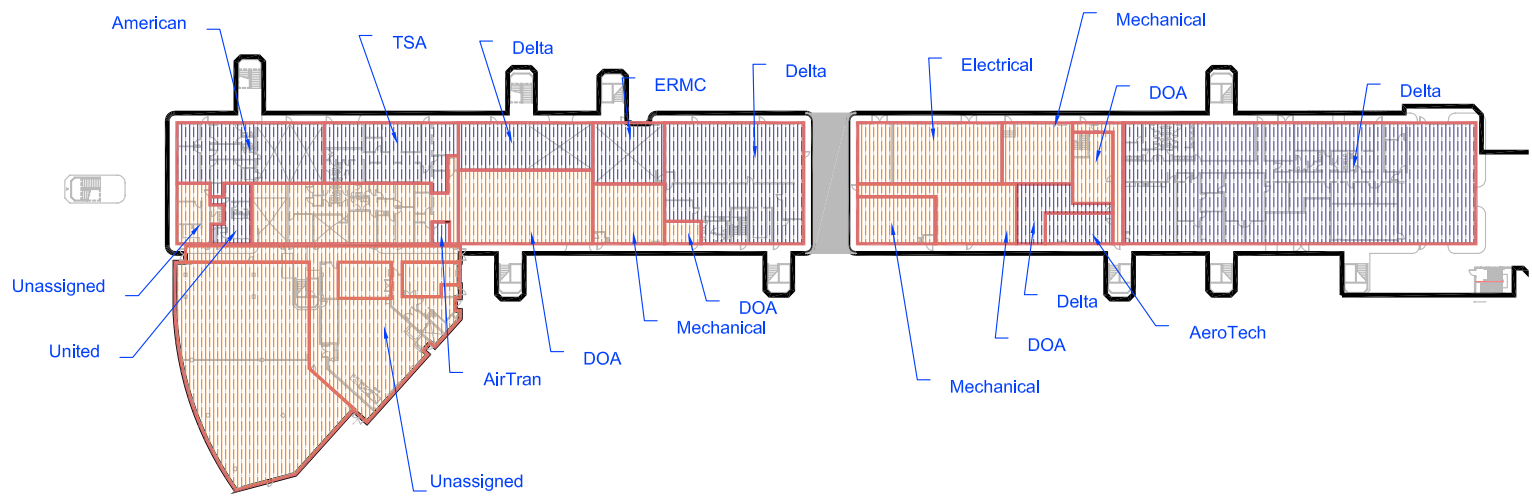 American
TSA
Delta
ERMC
Delta
Electrical
Mechanical
DOA
Delta
Unassigned
United
AirTran
Unassigned
DOA
Mechanical
DOA
Mechanical
DOA
Delta
AeroTech